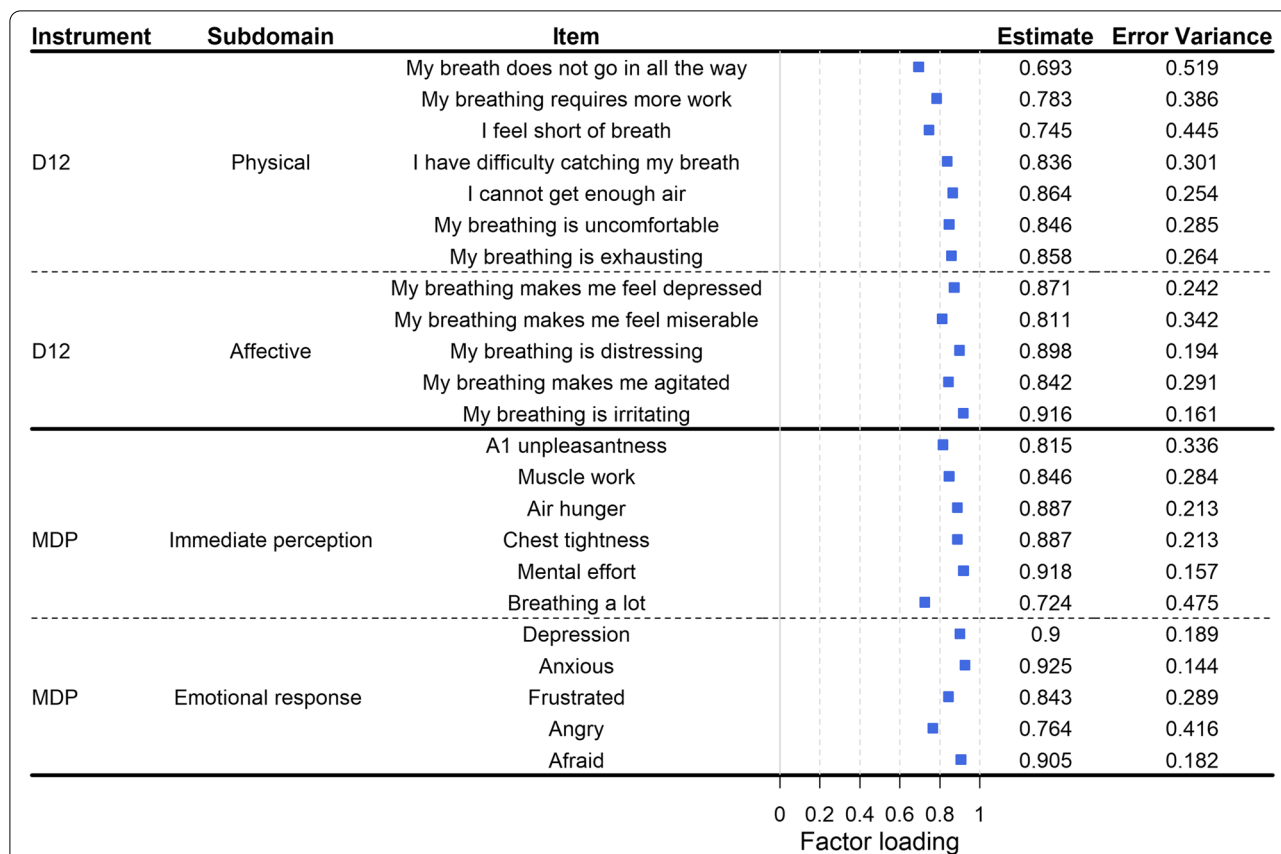 Instrument Subdomain Item Estimate Error Variance
My breath does not go in all the way 0.693 0.519
My breathing requires more work 0.783 0.386
I feel short of breath 0.745 0.445
D12 Physical I have difficulty catching my breath 0.836 0.301
I cannot get enough air 0.864 0.254
My breathing is uncomfortable 0.846 0.285
My breathing is exhausting 0.858 0.264
My breathing makes me feel depressed 0.871 0.242
My breathing makes me feel miserable 0.811 0.342
D12 Affective My breathing is distressing 0.898 0.194
My breathing makes me agitated 0.842 0.291
My breathing is irritating 0.916 0.161
A1 unpleasantness 0.815 0.336
Muscle work 0.846 0.284
Air hunger 0.887 0.213
MDP Immediate perception Chest tightness 0.887 0.213
Mental effort 0.918 0.157
Breathing a lot 0.724 0.475
Depression 0.9 0.189
Anxious 0.925 0.144
MDP Emotional response Frustrated 0.843 0.289
Angry 0.764 0.416
Afraid 0.905 0.182
0 0.2 0.4 0.6 0.8 1
Factor loading